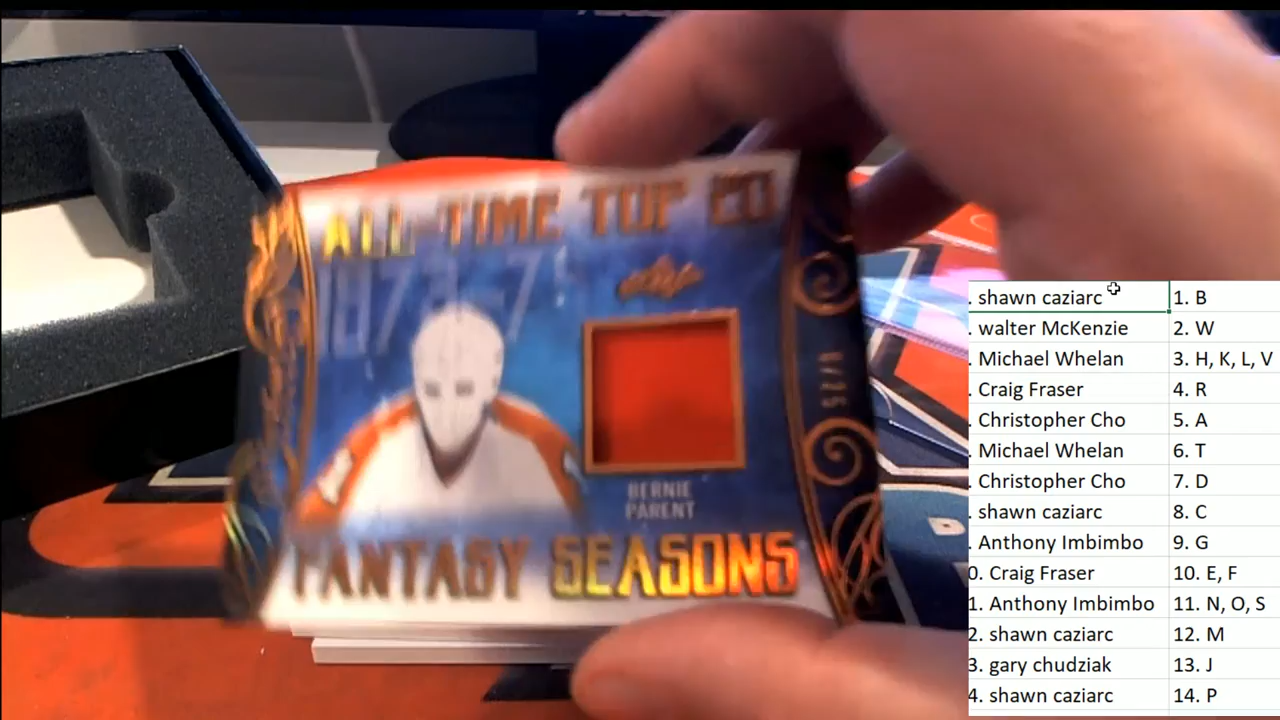 ALL-TIME TOP 20
Leaf
BERNIE
PARENT
FANTASY SEASONS
. shawn caziarc 1. B
. walter McKenzie 2. W
. Michael Whelan 3. H, K, L, V
. Craig Fraser 4. R
. Christopher Cho 5. A
. Michael Whelan 6. T
. Christopher Cho 7. D
. shawn caziarc 8. C
. Anthony Imbimbo 9. G
0. Craig Fraser 10. E, F
1. Anthony Imbimbo 11. N, O, S
2. shawn caziarc 12. M
3. gary chudziak 13. J
4. shawn caziarc 14. P